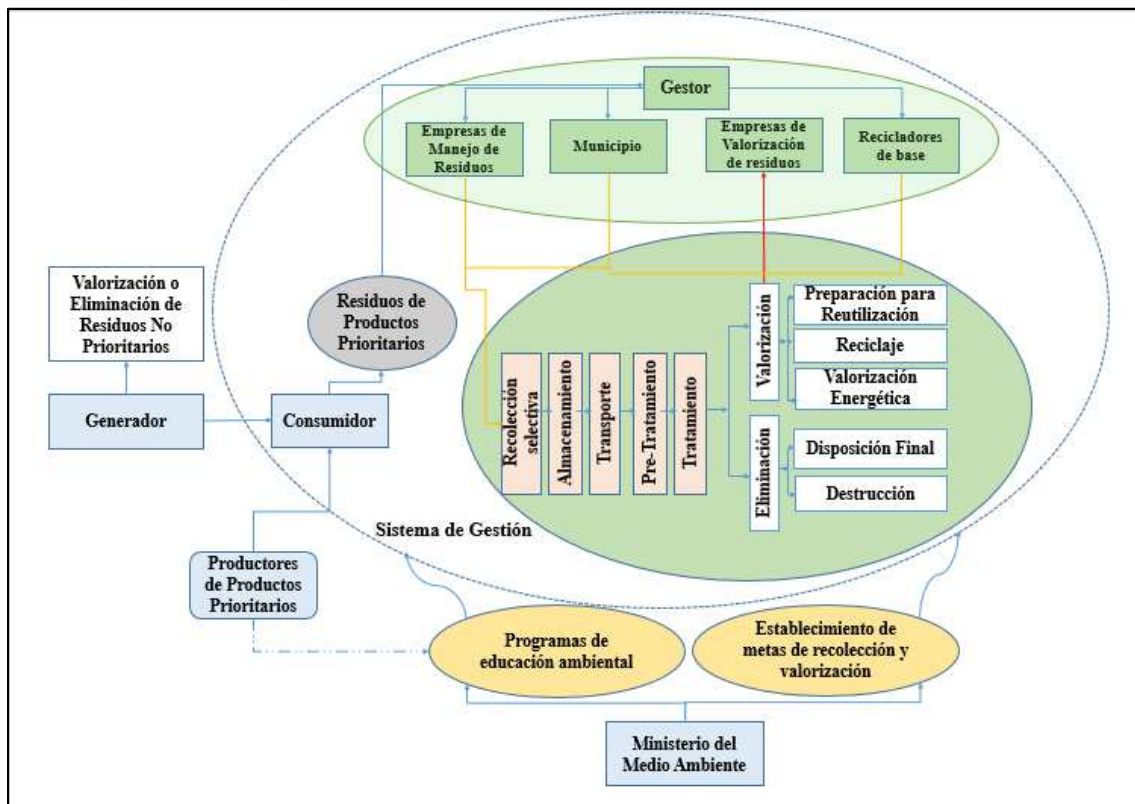 Gestor
Empresas de
Manejo de
Residuos
Municipio
Empresas de
Valorización
de residuos
Recicladores
de base
Valorización o
Eliminación de
Residuos No
Prioritarios
Residuos de
Productos
Prioritarios
Generador
Consumidor
Recolección
selectiva
Almacenamiento
Transporte
Pre-Tratamiento
Tratamiento
Valorización
Preparación para
Reutilización
Reciclaje
Valorización
Energética
Eliminación
Disposición Final
Destrucción
Sistema de Gestión
Productores
de Productos
Prioritarios
Programas de
educación ambiental
Establecimiento de
metas de recolección y
valorización
Ministerio del
Medio Ambiente